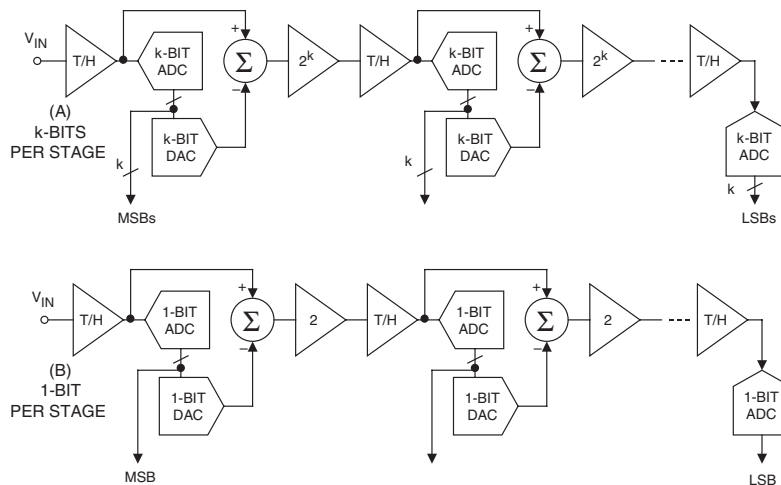 V_IN
T/H
k-BIT
ADC
+
Σ
−
2^k
T/H
k-BIT
ADC
+
Σ
−
2^k
T/H
(A)
k-BITS
PER STAGE
k-BIT
DAC
k
MSBs
k-BIT
DAC
k
k-BIT
ADC
k
LSBs
V_IN
T/H
1-BIT
ADC
+
Σ
−
2
T/H
1-BIT
ADC
+
Σ
−
2
T/H
(B)
1-BIT
PER STAGE
1-BIT
DAC
MSB
1-BIT
DAC
1-BIT
ADC
LSB